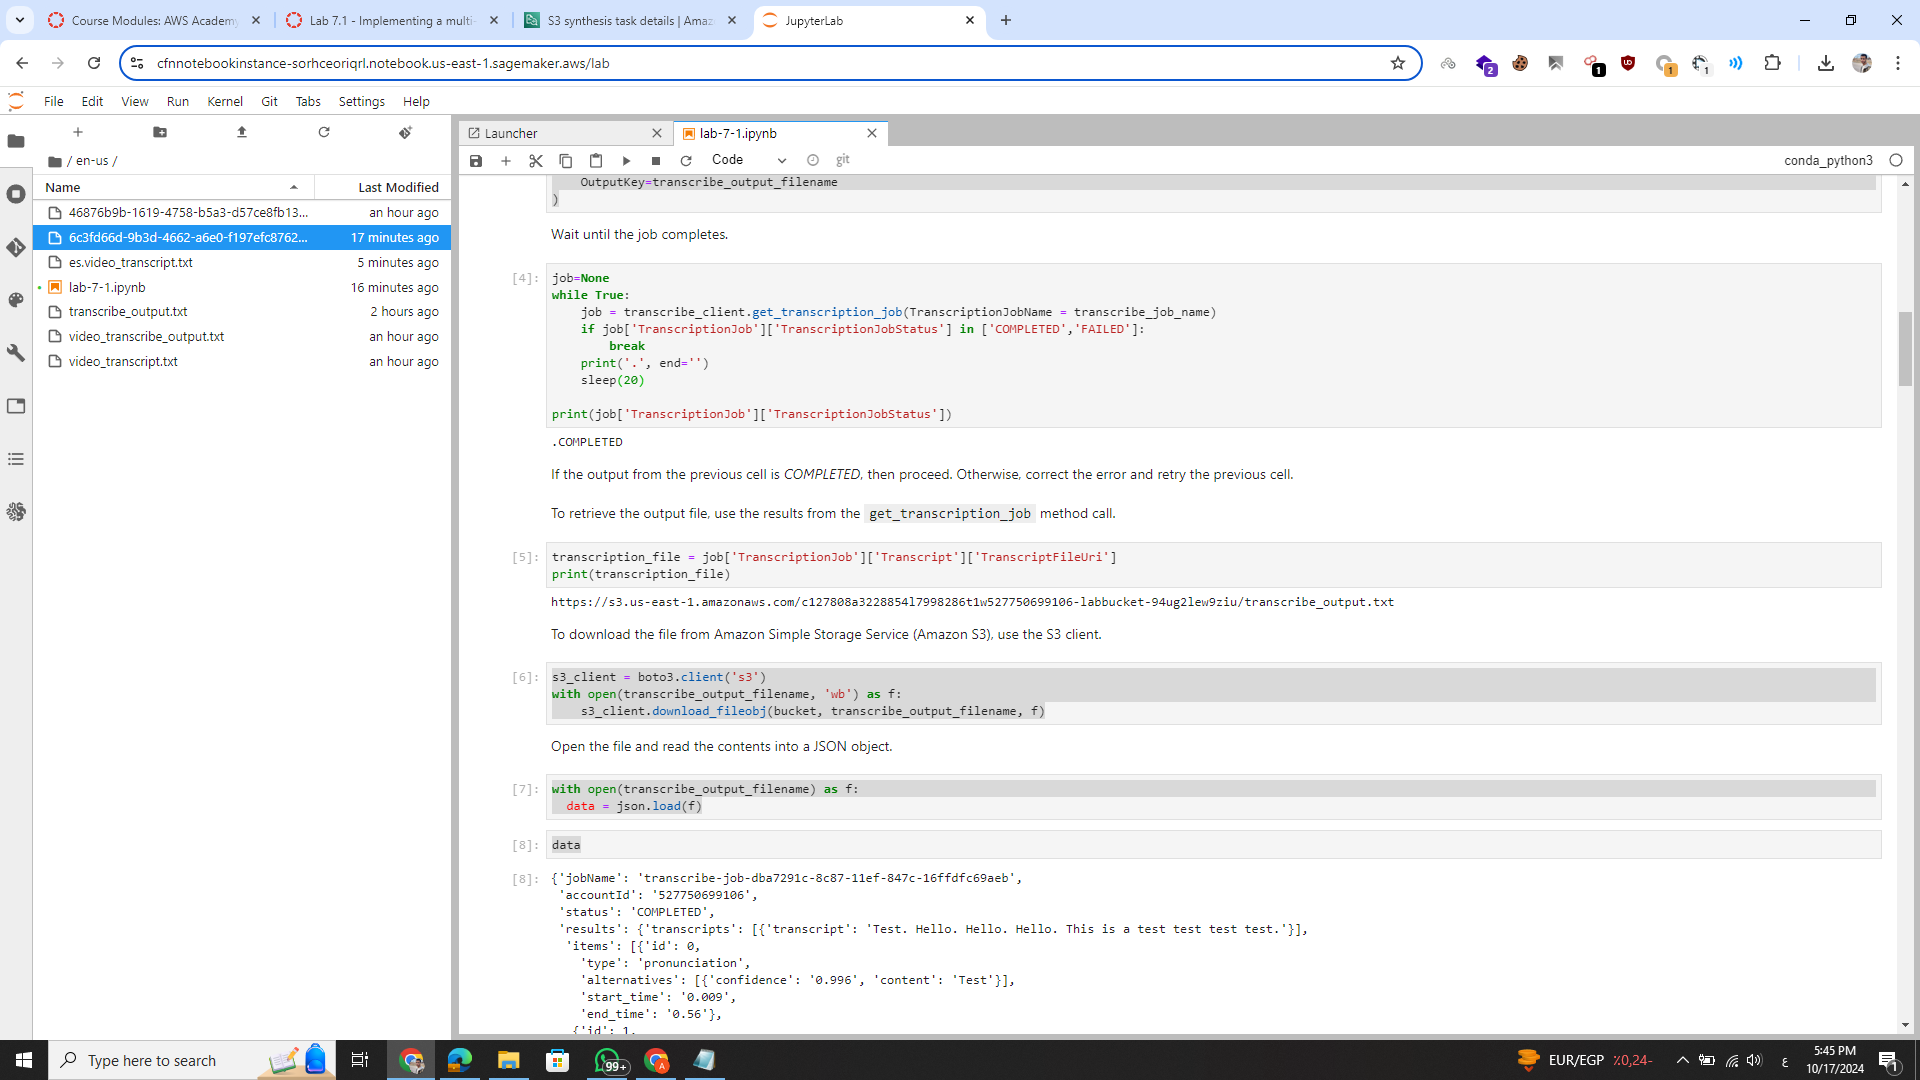 Course Modules: AWS Academy
Lab 7.1 - Implementing a multi-
S3 synthesis task details | Amaz
JupyterLab
cfnnotebookinstance-sorhceoriqrl.notebook.us-east-1.sagemaker.aws/lab
2
1
1
1
File Edit View Run Kernel Git Tabs Settings Help
Launcher
lab-7-1.ipynb
/ en-us /
Code
git
conda_python3
Name
Last Modified
46876b9b-1619-4758-b5a3-d57ce8fb13... an hour ago
6c3fd66d-9b3d-4662-a6e0-f197efc8762... 17 minutes ago
es.video_transcript.txt 5 minutes ago
lab-7-1.ipynb 16 minutes ago
transcribe_output.txt 2 hours ago
video_transcribe_output.txt an hour ago
video_transcript.txt an hour ago
OutputKey=transcribe_output_filename
)
Wait until the job completes.
[4]: job=None
while True:
job = transcribe_client.get_transcription_job(TranscriptionJobName = transcribe_job_name)
if job['TranscriptionJob']['TranscriptionJobStatus'] in ['COMPLETED','FAILED']:
break
print('.', end='')
sleep(20)
print(job['TranscriptionJob']['TranscriptionJobStatus'])
.COMPLETED
If the output from the previous cell is COMPLETED, then proceed. Otherwise, correct the error and retry the previous cell.
To retrieve the output file, use the results from the get_transcription_job method call.
[5]: transcription_file = job['TranscriptionJob']['Transcript']['TranscriptFileUri']
print(transcription_file)
https://s3.us-east-1.amazonaws.com/c127808a3228854l7998286t1w527750699106-labbucket-94ug2lew9ziu/transcribe_output.txt
To download the file from Amazon Simple Storage Service (Amazon S3), use the S3 client.
[6]: s3_client = boto3.client('s3')
with open(transcribe_output_filename, 'wb') as f:
s3_client.download_fileobj(bucket, transcribe_output_filename, f)
Open the file and read the contents into a JSON object.
[7]: with open(transcribe_output_filename) as f:
data = json.load(f)
[8]: data
[8]: {'jobName': 'transcribe-job-dba7291c-8c87-11ef-847c-16ffdfc69aeb',
'accountId': '527750699106',
'status': 'COMPLETED',
'results': {'transcripts': [{'transcript': 'Test. Hello. Hello. Hello. This is a test test test test.'}],
'items': [{'id': 0,
'type': 'pronunciation',
'alternatives': [{'confidence': '0.996', 'content': 'Test'}],
'start_time': '0.009',
'end_time': '0.56'},
{'id': 1,
Type here to search
99+
EUR/EGP ٪0,24-
ع
5:45 PM
10/17/2024
1